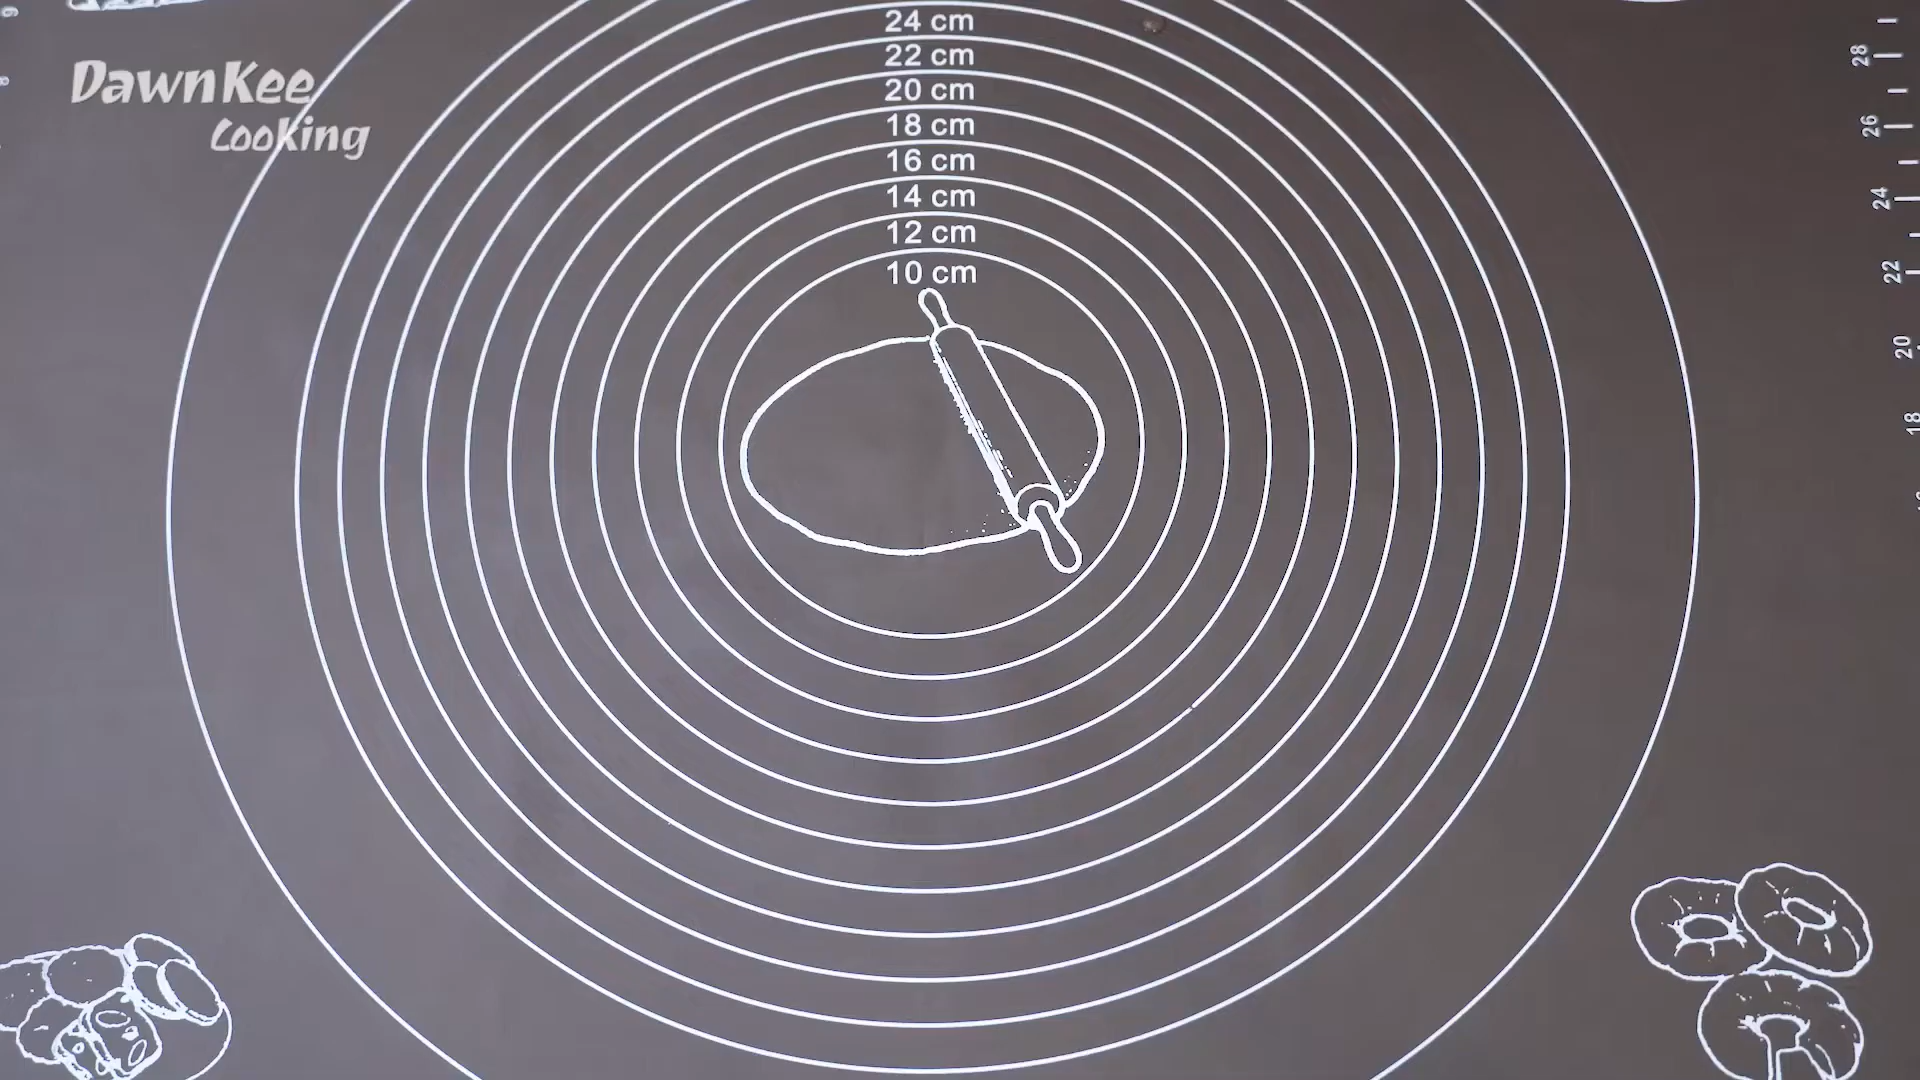 DawnKee
Cooking
24 cm
22 cm
20 cm
18 cm
16 cm
14 cm
12 cm
10 cm
28
26
24
22
20
18